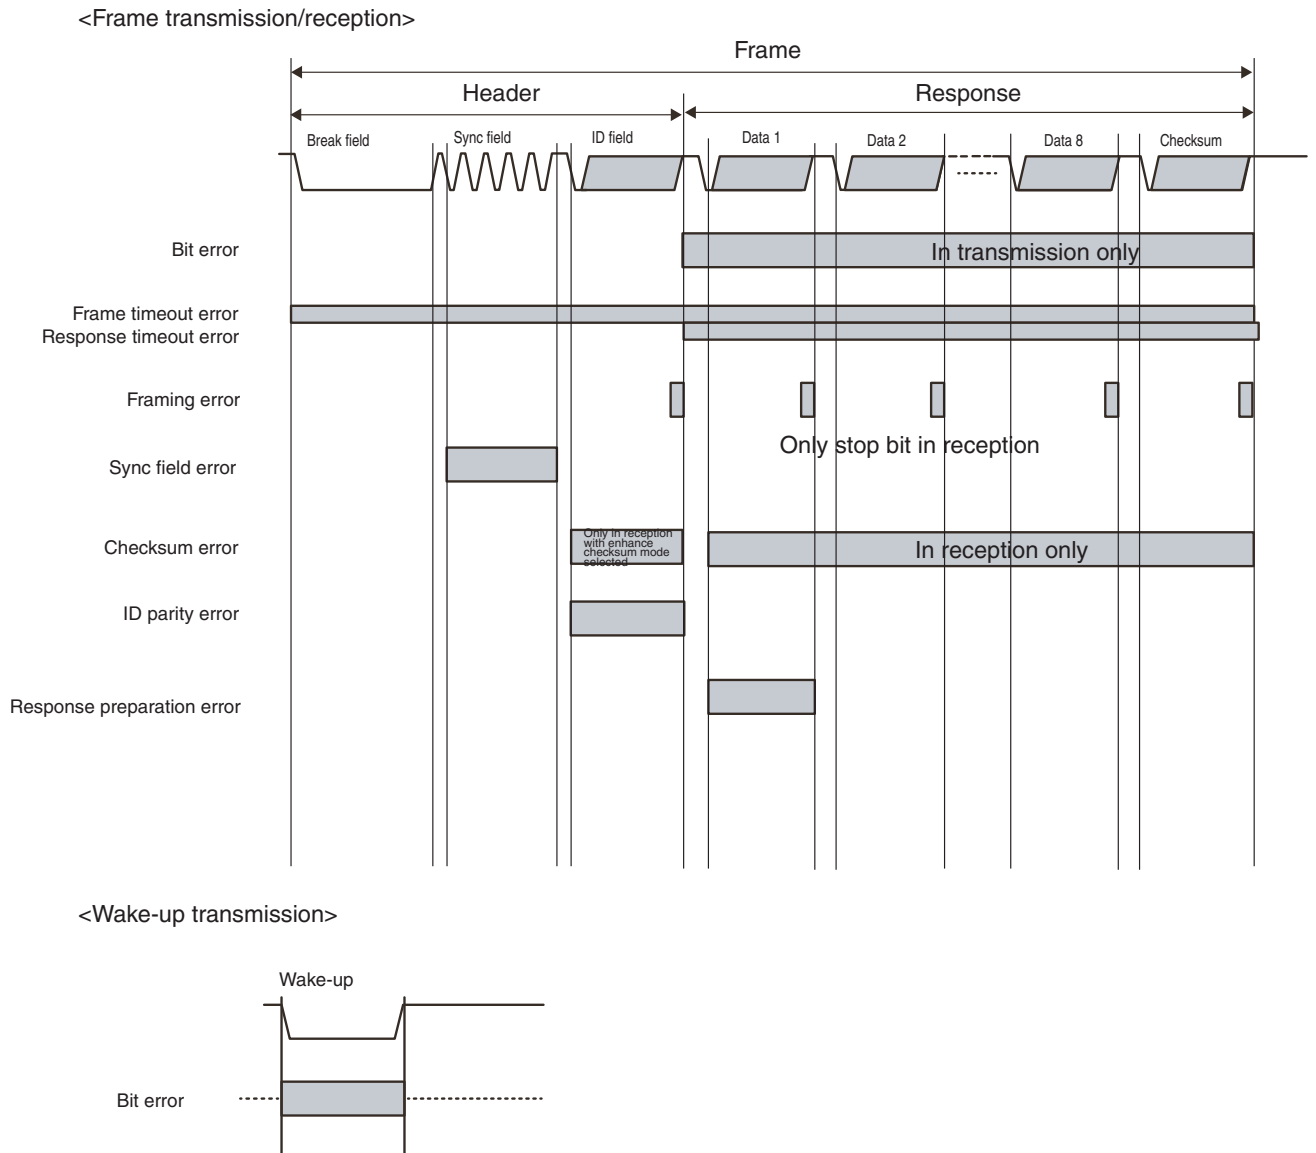 <Frame transmission/reception>
Frame
Header
Response
Break field
Sync field
ID field
Data 1
Data 2
Data 8
Checksum
Bit error
In transmission only
Frame timeout error
Response timeout error
Framing error
Only stop bit in reception
Sync field error
Checksum error
Only in reception
with enhance
checksum mode
selected
In reception only
ID parity error
Response preparation error
<Wake-up transmission>
Wake-up
Bit error